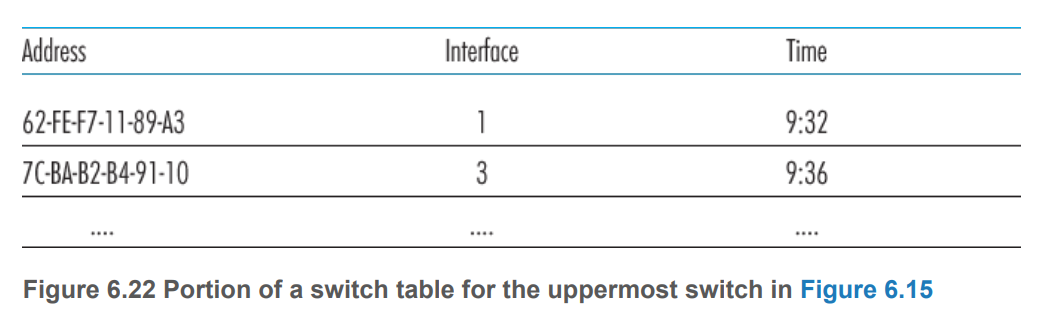 Address Interface Time
62-FE-F7-11-89-A3 1 9:32
7C-BA-B2-B4-91-10 3 9:36
.... .... ....
Figure 6.22 Portion of a switch table for the uppermost switch in Figure 6.15